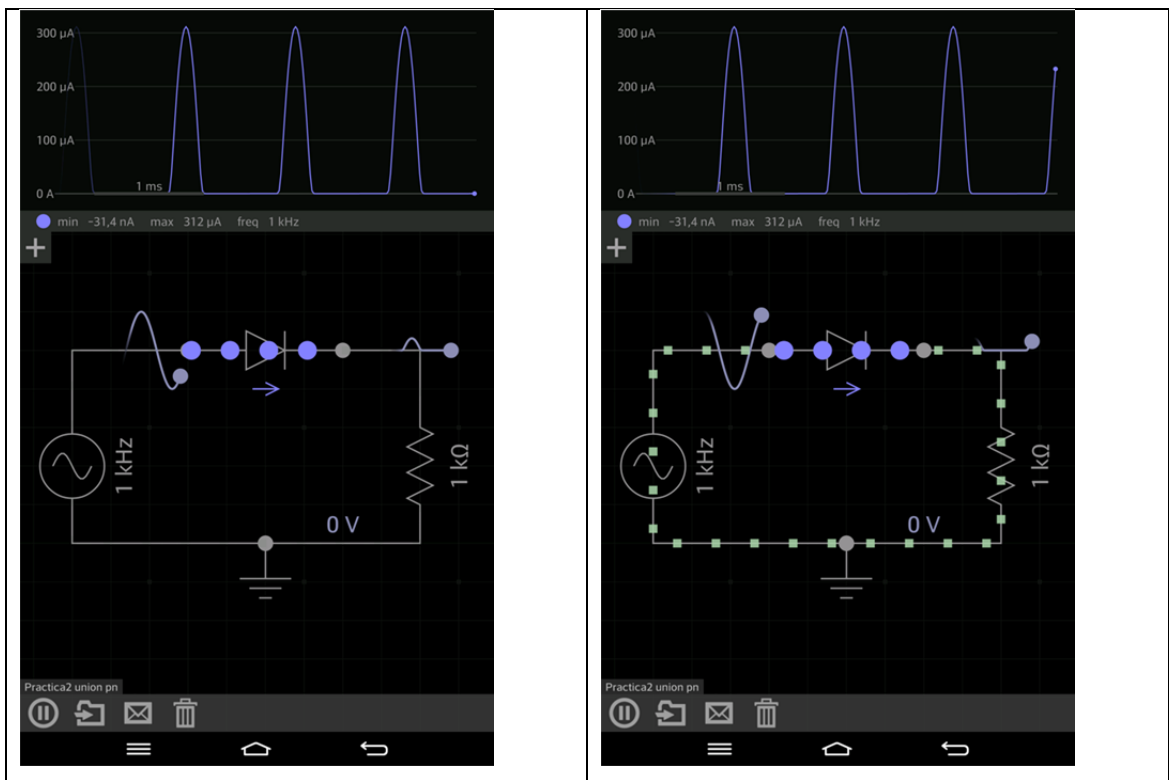 300 µA
200 µA
100 µA
1 ms
0 A
min -31,4 nA max 312 µA freq 1 kHz
+
1 kHz
1 kΩ
0 V
Practica2 union pn
300 µA
200 µA
100 µA
1 ms
0 A
min -31,4 nA max 312 µA freq 1 kHz
+
1 kHz
1 kΩ
0 V
Practica2 union pn